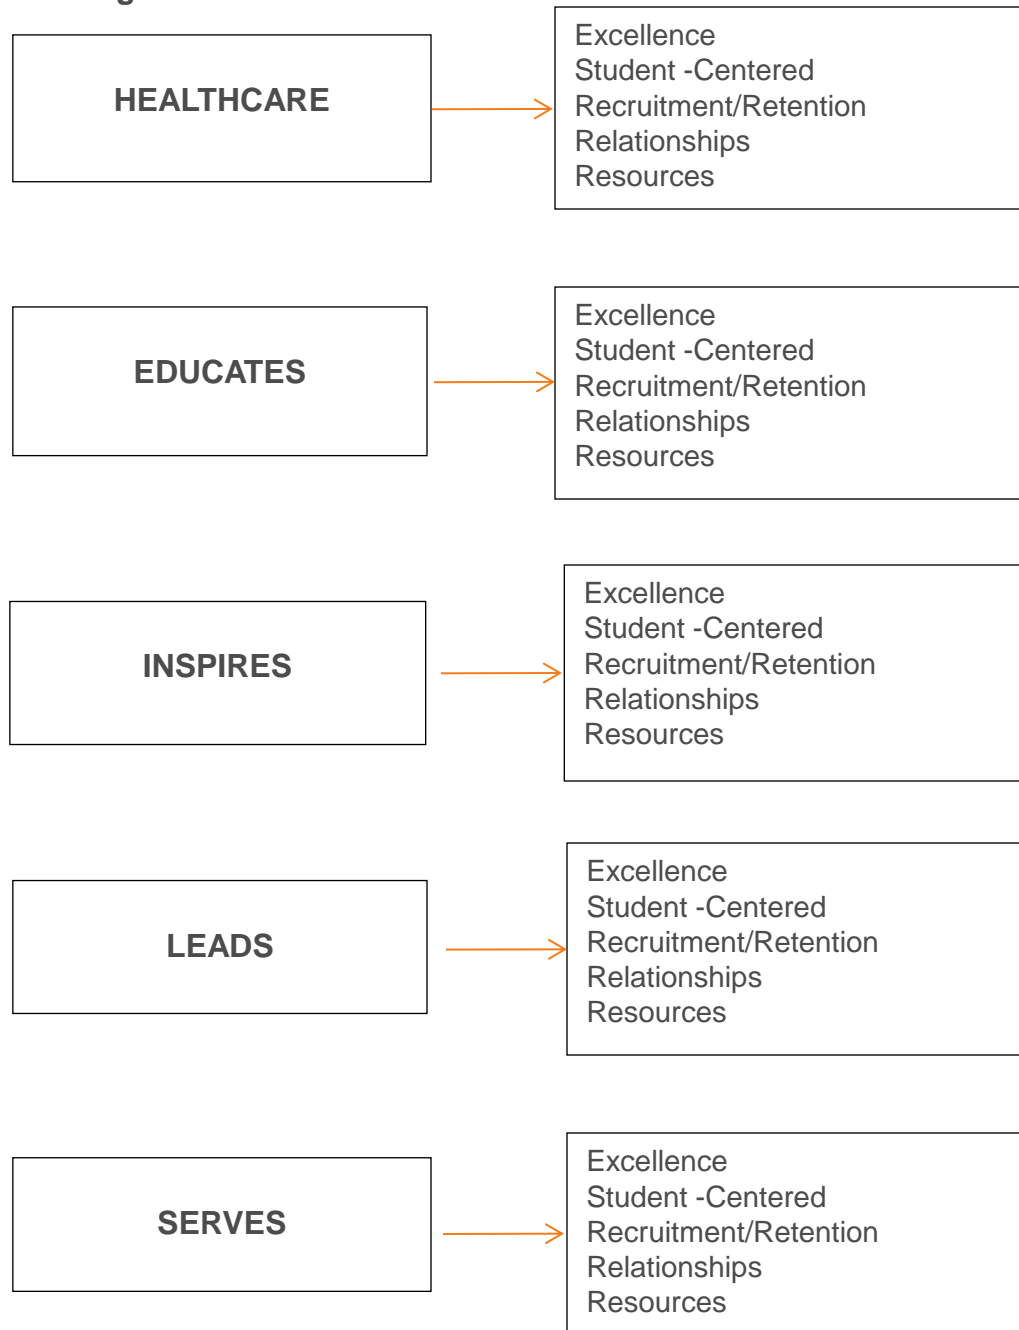 HEALTHCARE
Excellence
Student -Centered
Recruitment/Retention
Relationships
Resources
EDUCATES
Excellence
Student -Centered
Recruitment/Retention
Relationships
Resources
INSPIRES
Excellence
Student -Centered
Recruitment/Retention
Relationships
Resources
LEADS
Excellence
Student -Centered
Recruitment/Retention
Relationships
Resources
SERVES
Excellence
Student -Centered
Recruitment/Retention
Relationships
Resources